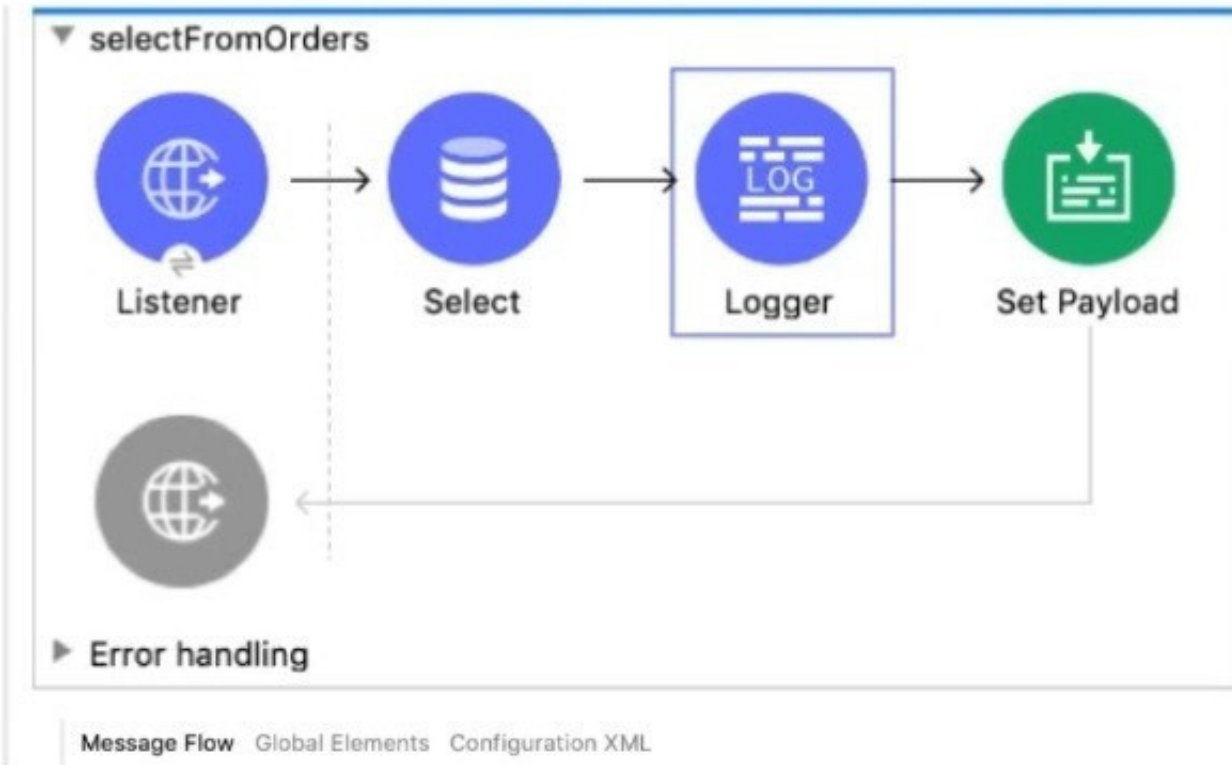 selectFromOrders
LOG
Listener
Select
Logger
Set Payload
Error handling
Message Flow Global Elements Configuration XML